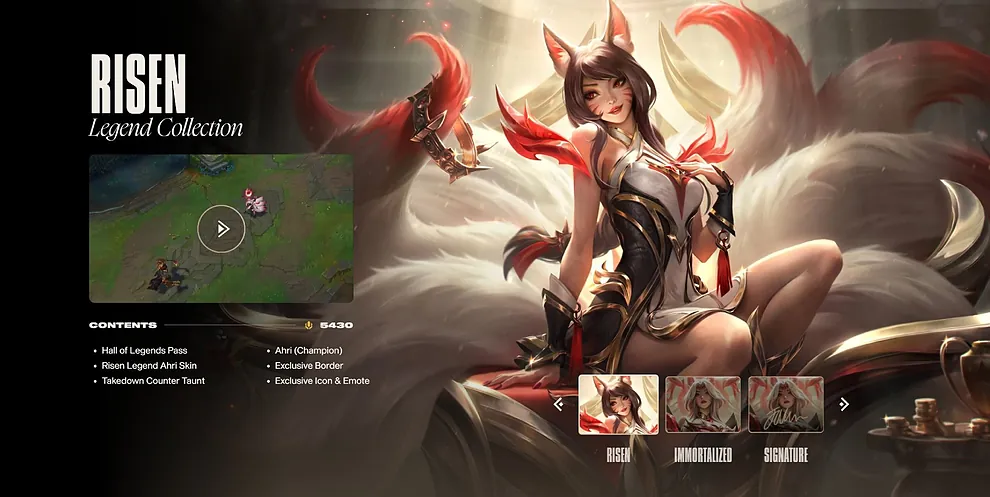 RISEN
Legend Collection
CONTENTS 5430
Hall of Legends Pass
Risen Legend Ahri Skin
Takedown Counter Taunt
Ahri (Champion)
Exclusive Border
Exclusive Icon & Emote
RISEN
IMMORTALIZED
SIGNATURE